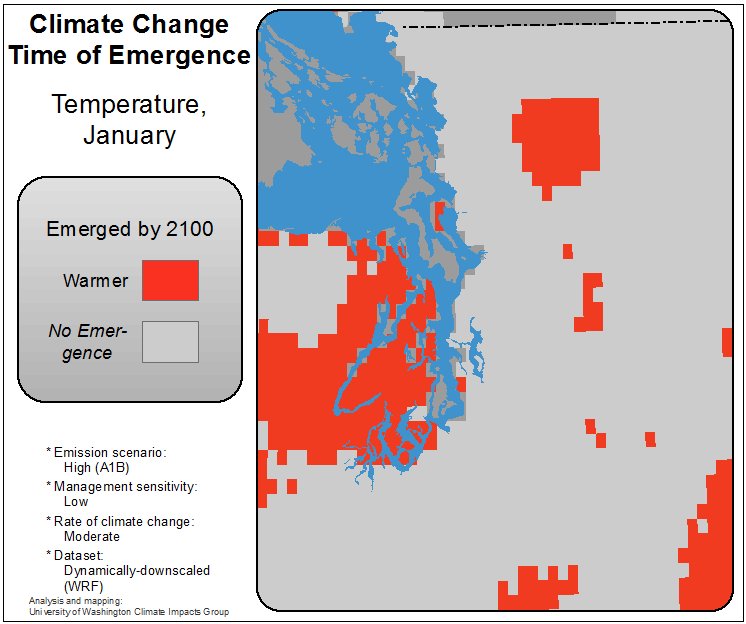 Climate Change
Time of Emergence
Temperature,
January
Emerged by 2100
Warmer
No Emer-
gence
* Emission scenario:
High (A1B)
* Management sensitivity:
Low
* Rate of climate change:
Moderate
* Dataset:
Dynamically-downscaled
(WRF)
Analysis and mapping:
University of Washington Climate Impacts Group